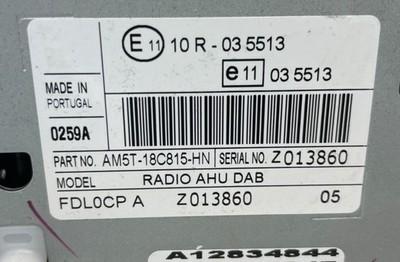 E 11 10 R - 03 5513
e 11 03 5513
MADE IN
PORTUGAL
0259A
PART NO. AM5T-18C815-HN SERIAL NO. Z013860
MODEL RADIO AHU DAB
FDL0CP A Z013860 05
A12834844